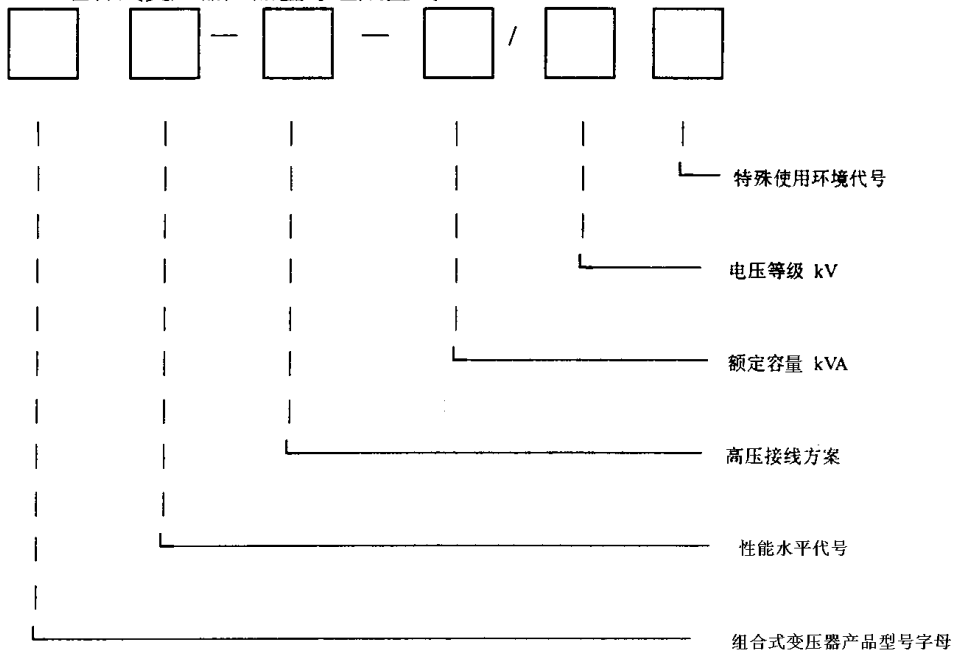 — — /
特殊使用环境代号
电压等级 kV
额定容量 kVA
高压接线方案
性能水平代号
组合式变压器产品型号字母